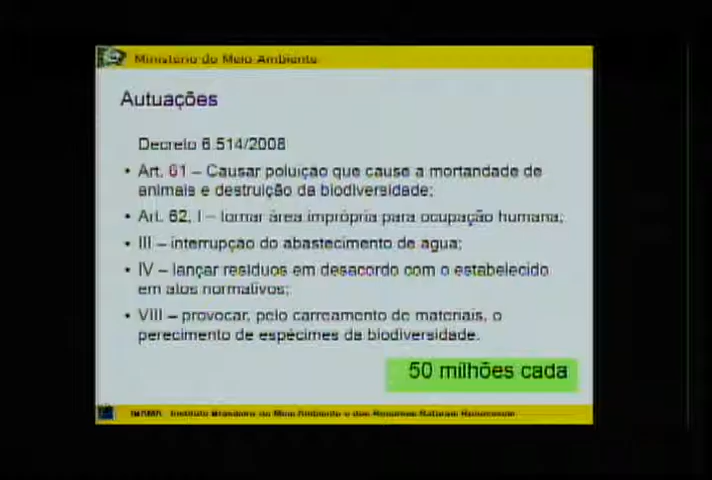 Ministério do Meio Ambiente
Autuações
Decreto 6.514/2008
• Art. 61 – Causar poluição que cause a mortandade de
animais e destruição da biodiversidade;
• Art. 62, I – tornar área imprópria para ocupação humana;
• III – interrupção do abastecimento de agua;
• IV – lançar resíduos em desacordo com o estabelecido
em atos normativos;
• VIII – provocar, pelo carreamento de materiais, o
perecimento de espécimes da biodiversidade.
50 milhões cada
IBAMA Instituto Brasileiro do Meio Ambiente e dos Recursos Naturais Renováveis